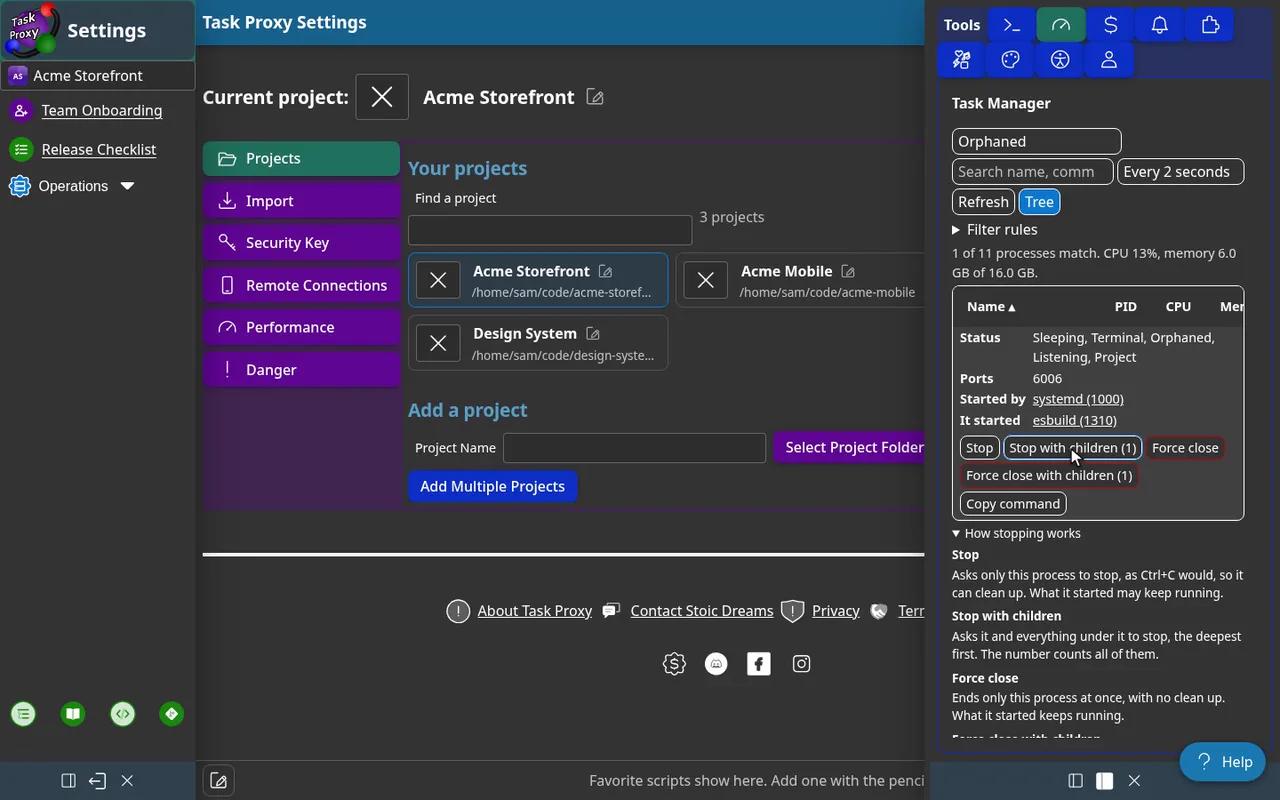 Task Proxy
Settings
AS Acme Storefront
Team Onboarding
Release Checklist
Operations
Task Proxy Settings
Current project:
Acme Storefront
Projects
Import
Security Key
Remote Connections
Performance
Danger
Your projects
Find a project
3 projects
Acme Storefront
/home/sam/code/acme-storef...
Acme Mobile
/home/sam/code/acme-mobile
Design System
/home/sam/code/design-syste...
Add a project
Project Name
Select Project Folder
Add Multiple Projects
About Task Proxy
Contact Stoic Dreams
Privacy
Terr
Favorite scripts show here. Add one with the penci
Tools
Task Manager
Orphaned
Search name, comm
Every 2 seconds
Refresh
Tree
Filter rules
1 of 11 processes match. CPU 13%, memory 6.0
GB of 16.0 GB.
Name ▴ PID CPU Mer
Status Sleeping, Terminal, Orphaned,
Listening, Project
Ports 6006
Started by systemd (1000)
It started esbuild (1310)
Stop
Stop with children (1)
Force close
Force close with children (1)
Copy command
How stopping works
Stop
Asks only this process to stop, as Ctrl+C would, so it
can clean up. What it started may keep running.
Stop with children
Asks it and everything under it to stop, the deepest
first. The number counts all of them.
Force close
Ends only this process at once, with no clean up.
What it started keeps running.
Force close with children
Help